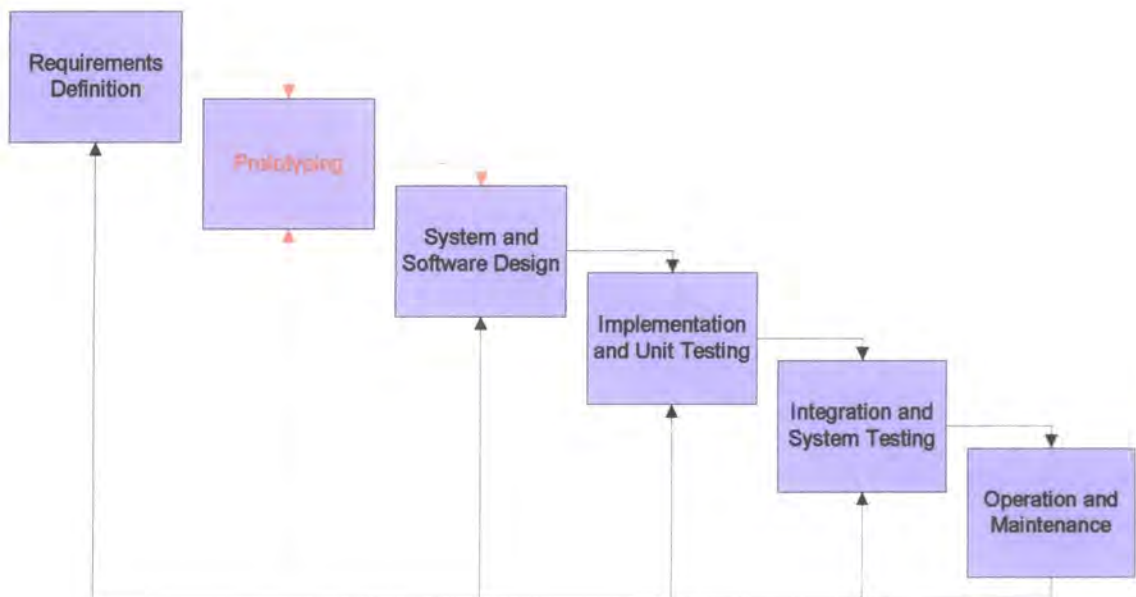 Requirements
Definition
Prototyping
System and
Software Design
Implementation
and Unit Testing
Integration and
System Testing
Operation and
Maintenance